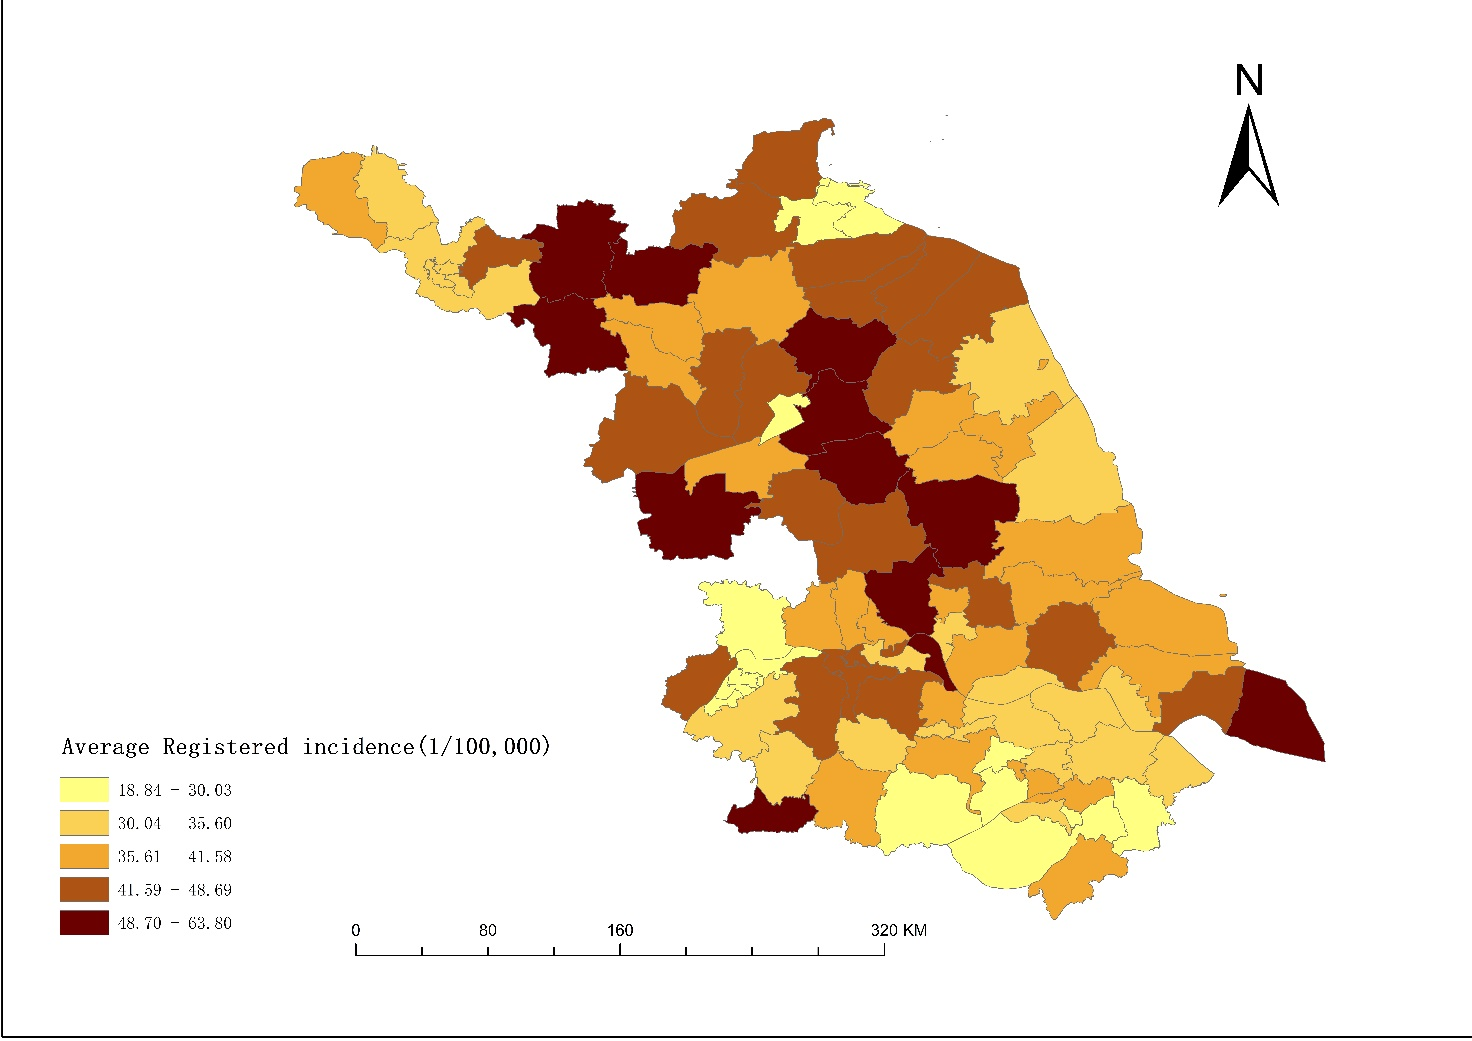 N
Average Registered incidence(1/100,000)
18.84 - 30.03
30.04 35.60
35.61 41.58
41.59 - 48.69
48.70 - 63.80
0 80 160 320 KM